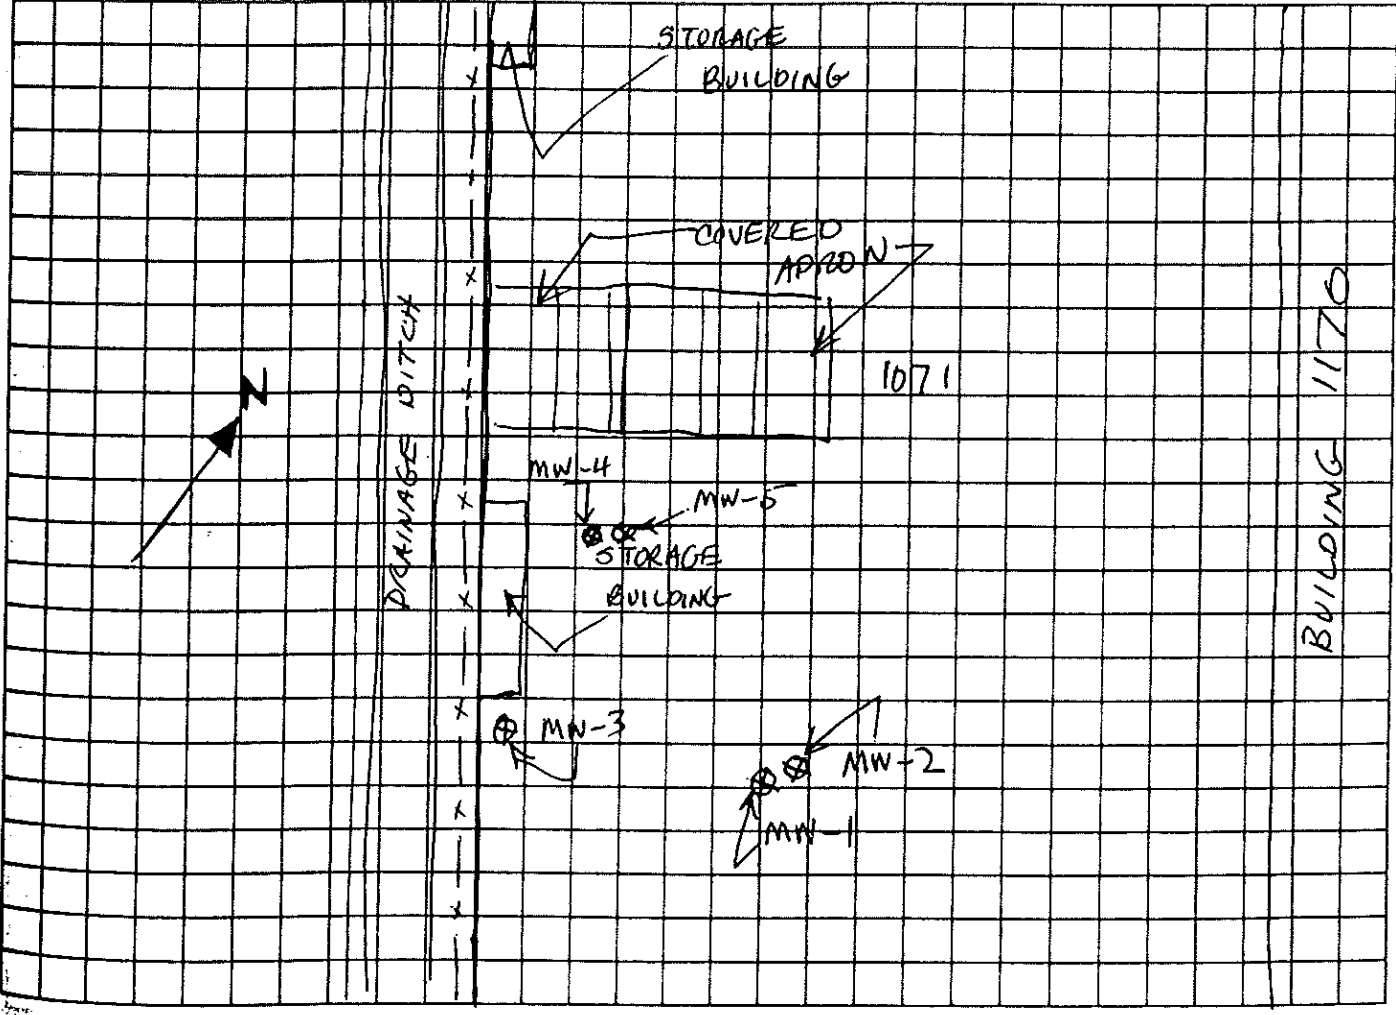 STORAGE
BUILDING
COVERED
APRON
1071
BUILDING 1170
DRAINAGE DITCH
N
MW-4
MW-5
STORAGE
BUILDING
MW-3
MW-2
MW-1